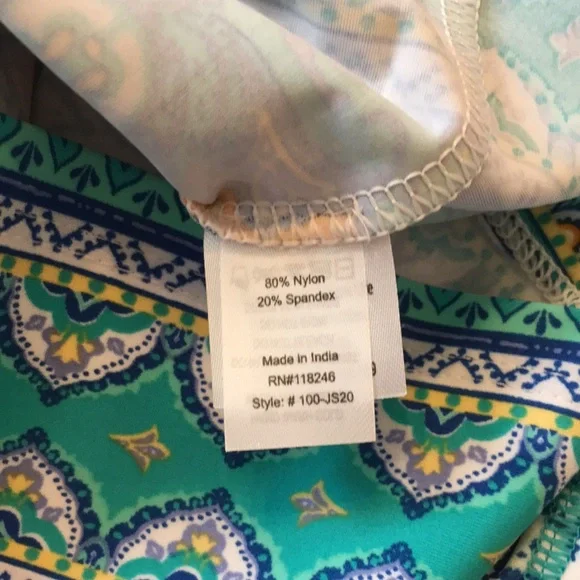 80% Nylon
20% Spandex
Made in India
RN#118246
Style: # 100-JS20